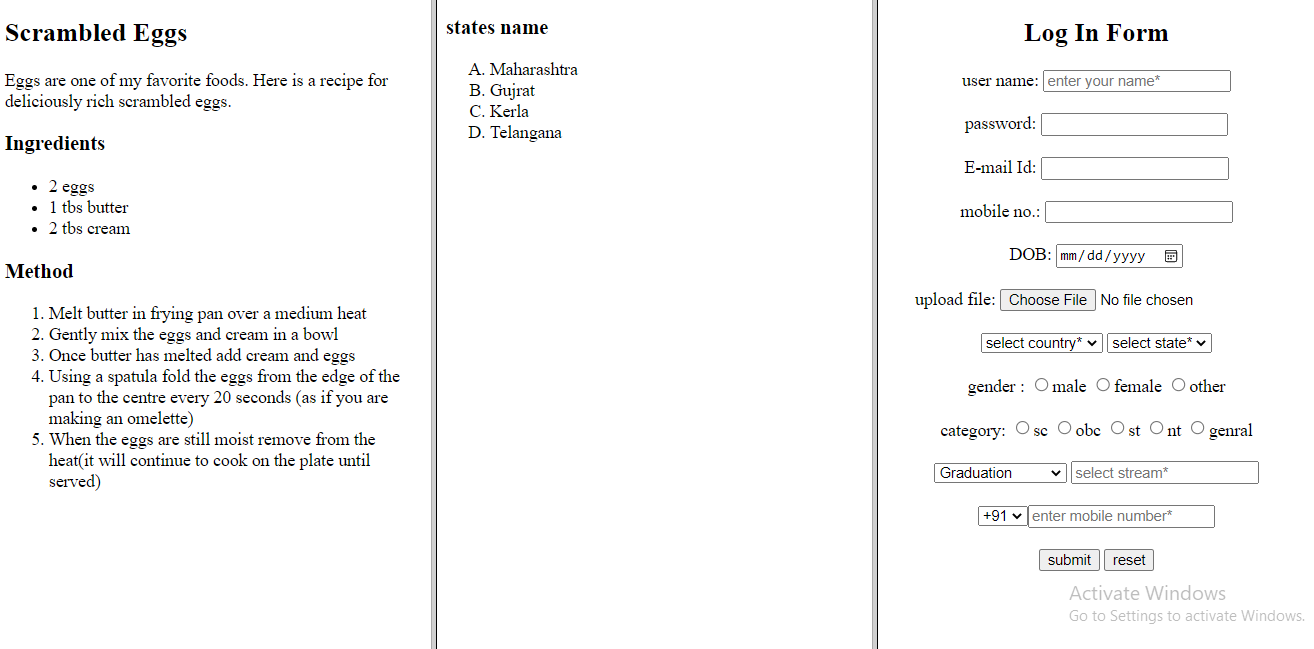 Scrambled Eggs
Eggs are one of my favorite foods. Here is a recipe for
deliciously rich scrambled eggs.
Ingredients
• 2 eggs
• 1 tbs butter
• 2 tbs cream
Method
1. Melt butter in frying pan over a medium heat
2. Gently mix the eggs and cream in a bowl
3. Once butter has melted add cream and eggs
4. Using a spatula fold the eggs from the edge of the
pan to the centre every 20 seconds (as if you are
making an omelette)
5. When the eggs are still moist remove from the
heat(it will continue to cook on the plate until
served)
states name
A. Maharashtra
B. Gujrat
C. Kerla
D. Telangana
Log In Form
user name: enter your name*
password:
E-mail Id:
mobile no.:
DOB: mm/dd/yyyy
upload file: Choose File No file chosen
select country* select state*
gender : male female other
category: sc obc st nt genral
Graduation select stream*
+91 enter mobile number*
submit reset
Activate Windows
Go to Settings to activate Windows.